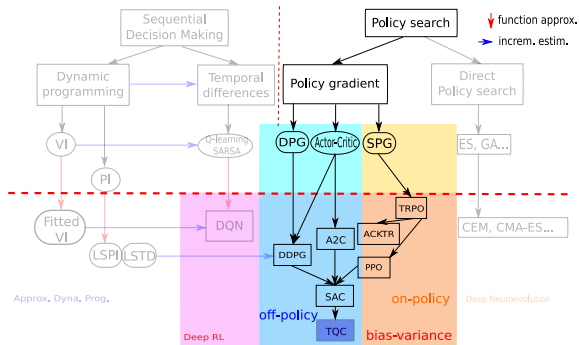 Sequential
Decision Making
Policy search
function approx.
increm. estim.
Dynamic
programming
Temporal
differences
Policy gradient
Direct
Policy search
VI
Q-learning
SARSA
DPG
Actor-Critic
SPG
ES, GA...
PI
Fitted
VI
DQN
TRPO
ACKTR
A2C
CEM, CMA-ES...
LSPI
LSTD
DDPG
PPO
SAC
Approx. Dyna. Prog.
off-policy
on-policy
Deep Neuroevolution
Deep RL
TQC
bias-variance